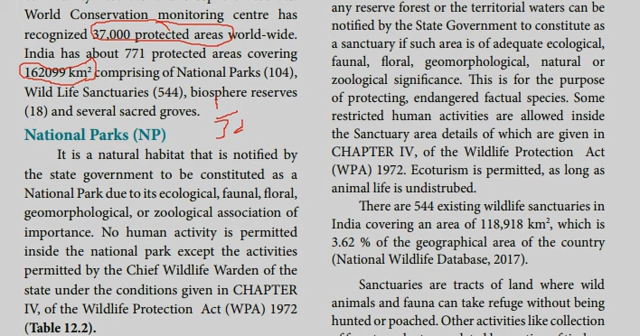 World Conservation monitoring centre has
recognized 37,000 protected areas world-wide.
India has about 771 protected areas covering
162099 km² comprising of National Parks (104),
Wild Life Sanctuaries (544), biosphere reserves
(18) and several sacred groves.
National Parks (NP)
It is a natural habitat that is notified by
the state government to be constituted as a
National Park due to its ecological, faunal, floral,
geomorphological, or zoological association of
importance. No human activity is permitted
inside the national park except the activities
permitted by the Chief Wildlife Warden of the
state under the conditions given in CHAPTER
IV, of the Wildlife Protection Act (WPA) 1972
(Table 12.2).
any reserve forest or the territorial waters can be
notified by the State Government to constitute as
a sanctuary if such area is of adequate ecological,
faunal, floral, geomorphological, natural or
zoological significance. This is for the purpose
of protecting, endangered factual species. Some
restricted human activities are allowed inside
the Sanctuary area details of which are given in
CHAPTER IV, of the Wildlife Protection Act
(WPA) 1972. Ecoturism is permitted, as long as
animal life is undistrubed.
There are 544 existing wildlife sanctuaries in
India covering an area of 118,918 km², which is
3.62 % of the geographical area of the country
(National Wildlife Database, 2017).
Sanctuaries are tracts of land where wild
animals and fauna can take refuge without being
hunted or poached. Other activities like collection